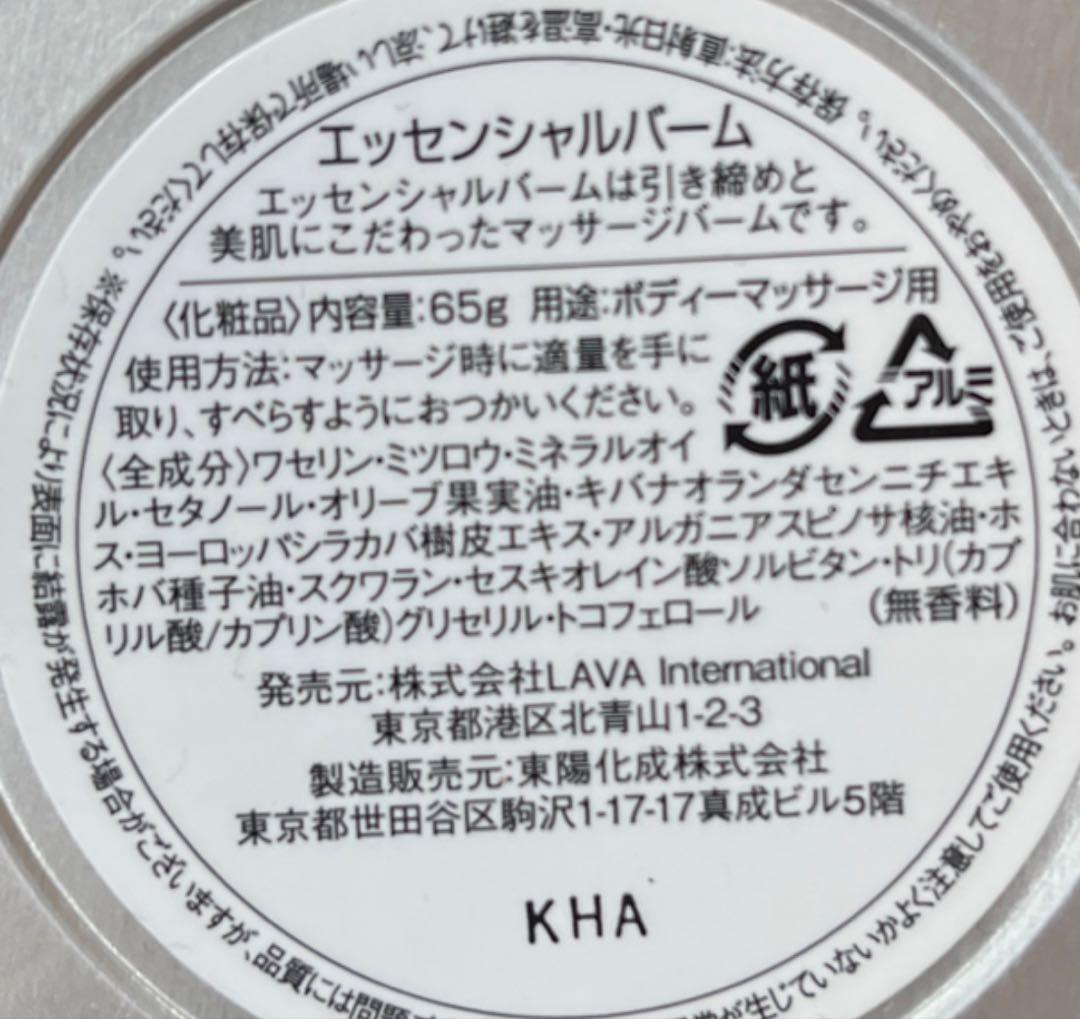 エッセンシャルバーム
エッセンシャルバームは引き締めと
美肌にこだわったマッサージバームです。
〈化粧品〉内容量:65g 用途:ボディーマッサージ用
使用方法:マッサージ時に適量を手に
取り、すべらすようにおつかいください。
紙
アルミ
〈全成分〉ワセリン・ミツロウ・ミネラルオイ
ル・セタノール・オリーブ果実油・キバナオランダセンニチエキ
ス・ヨーロッパシラカバ樹皮エキス・アルガニアスピノサ核油・ホ
ホバ種子油・スクワラン・セスキオレイン酸ソルビタン・トリ(カプ
リル酸/カプリン酸)グリセリル・トコフェロール (無香料)
発売元:株式会社LAVA International
東京都港区北青山1-2-3
製造販売元:東陽化成株式会社
東京都世田谷区駒沢1-17-17真成ビル5階
KHA
お肌に合わないときは、ご使用をおやめください。保存方法:直射日光・高温を避けて、涼しい場所で保存してください。※保存状況により表面に結露が発生する場合がございますが、品質には問題
が生じていないかよく注意してご使用ください。